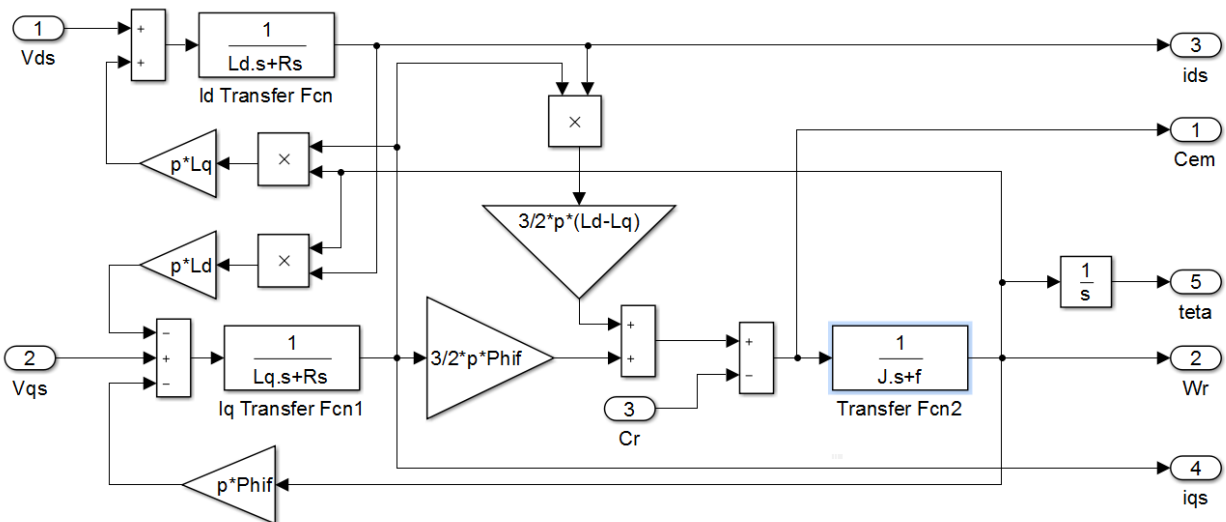 1
Vds
+
+
1
Ld.s+Rs
Id Transfer Fcn
3
ids
×
1
Cem
p*Lq
×
3/2*p*(Ld-Lq)
p*Ld
×
1
s
5
teta
2
Vqs
−
+
−
1
Lq.s+Rs
Iq Transfer Fcn1
3/2*p*Phif
+
+
+
−
3
Cr
1
J.s+f
Transfer Fcn2
2
Wr
p*Phif
4
iqs